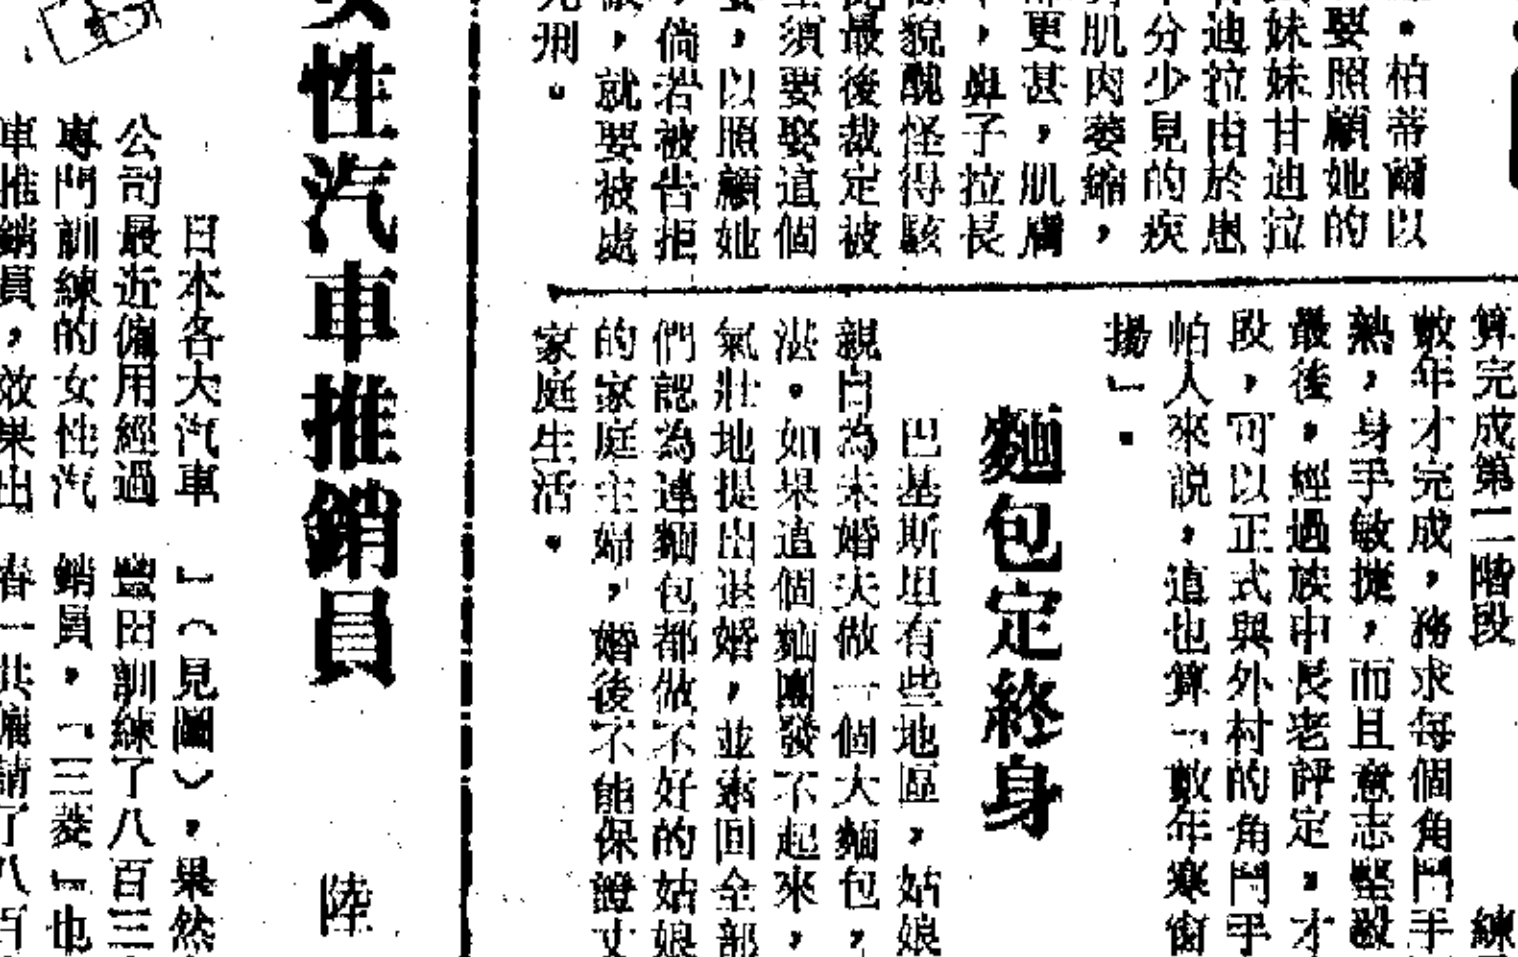 柏蒂爾以
要照顧她的
妹妹甘迪拉
迪拉由於患
分少見的疾
肌肉萎縮，
更甚，肌膚
，鼻子拉長
貌醜怪得駭
最後裁定被
須要娶這個
，以照顧她
倘若被告拒
，就要被處
刑。
算完成第二階段 練
數年才完成，務求每個角鬥手
熱，身手敏捷，而且意志堅毅
最後，經過族中長老評定，才
段，可以正式與外村的角鬥手
帕人來說，這也算「數年寒窗
揚」。
麵包定終身
巴基斯坦有些地區，姑娘
親自為未婚夫做一個大麵包，
湛。如果這個麵團發不起來，
氣壯地提出退婚，並索回全部
們認為連麵包都做不好的姑娘
的家庭主婦，婚後不能保證丈
家庭生活。
女性汽車推銷員
陸
日本各大汽車
公司最近僱用經過
專門訓練的女性汽
車推銷員，效果出
」（見圖），果然
豐田訓練了八百三
銷員，「三菱」也
春一共僱請了八百